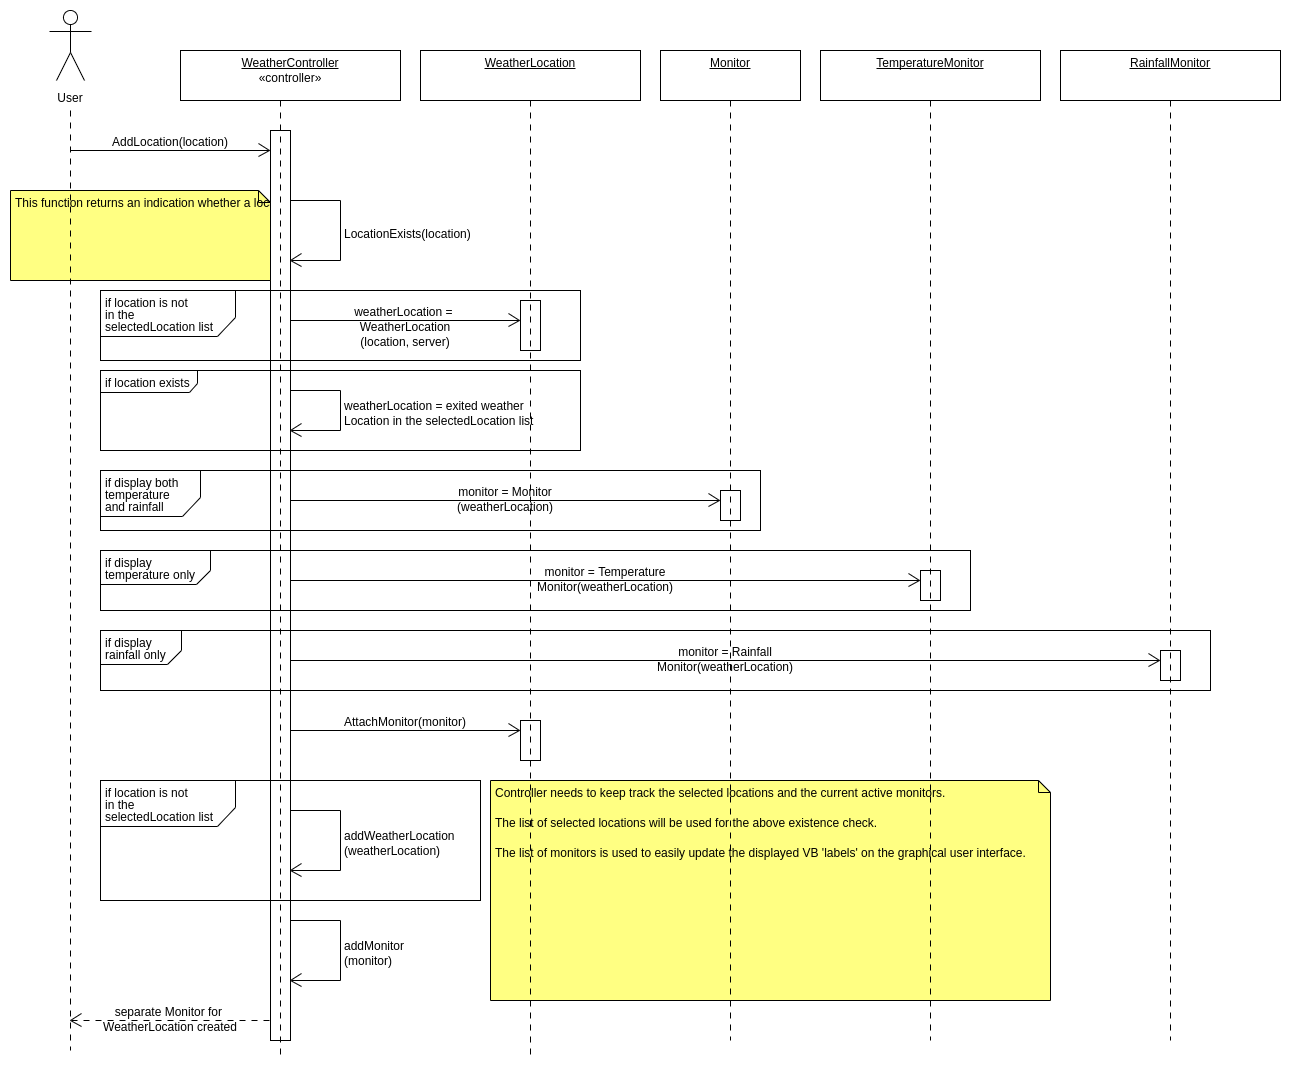 WeatherController
«controller»
WeatherLocation
Monitor
TemperatureMonitor
RainfallMonitor
User
AddLocation(location)
This function returns an indication whether a loc
LocationExists(location)
if location is not
in the
selectedLocation list
weatherLocation =
WeatherLocation
(location, server)
if location exists
weatherLocation = exited weather
Location in the selectedLocation list
if display both
temperature
and rainfall
monitor = Monitor
(weatherLocation)
if display
temperature only
monitor = Temperature
Monitor(weatherLocation)
if display
rainfall only
monitor = Rainfall
Monitor(weatherLocation)
AttachMonitor(monitor)
if location is not
in the
selectedLocation list
addWeatherLocation
(weatherLocation)
Controller needs to keep track the selected locations and the current active monitors.
The list of selected locations will be used for the above existence check.
The list of monitors is used to easily update the displayed VB 'labels' on the graphical user interface.
addMonitor
(monitor)
separate Monitor for
WeatherLocation created